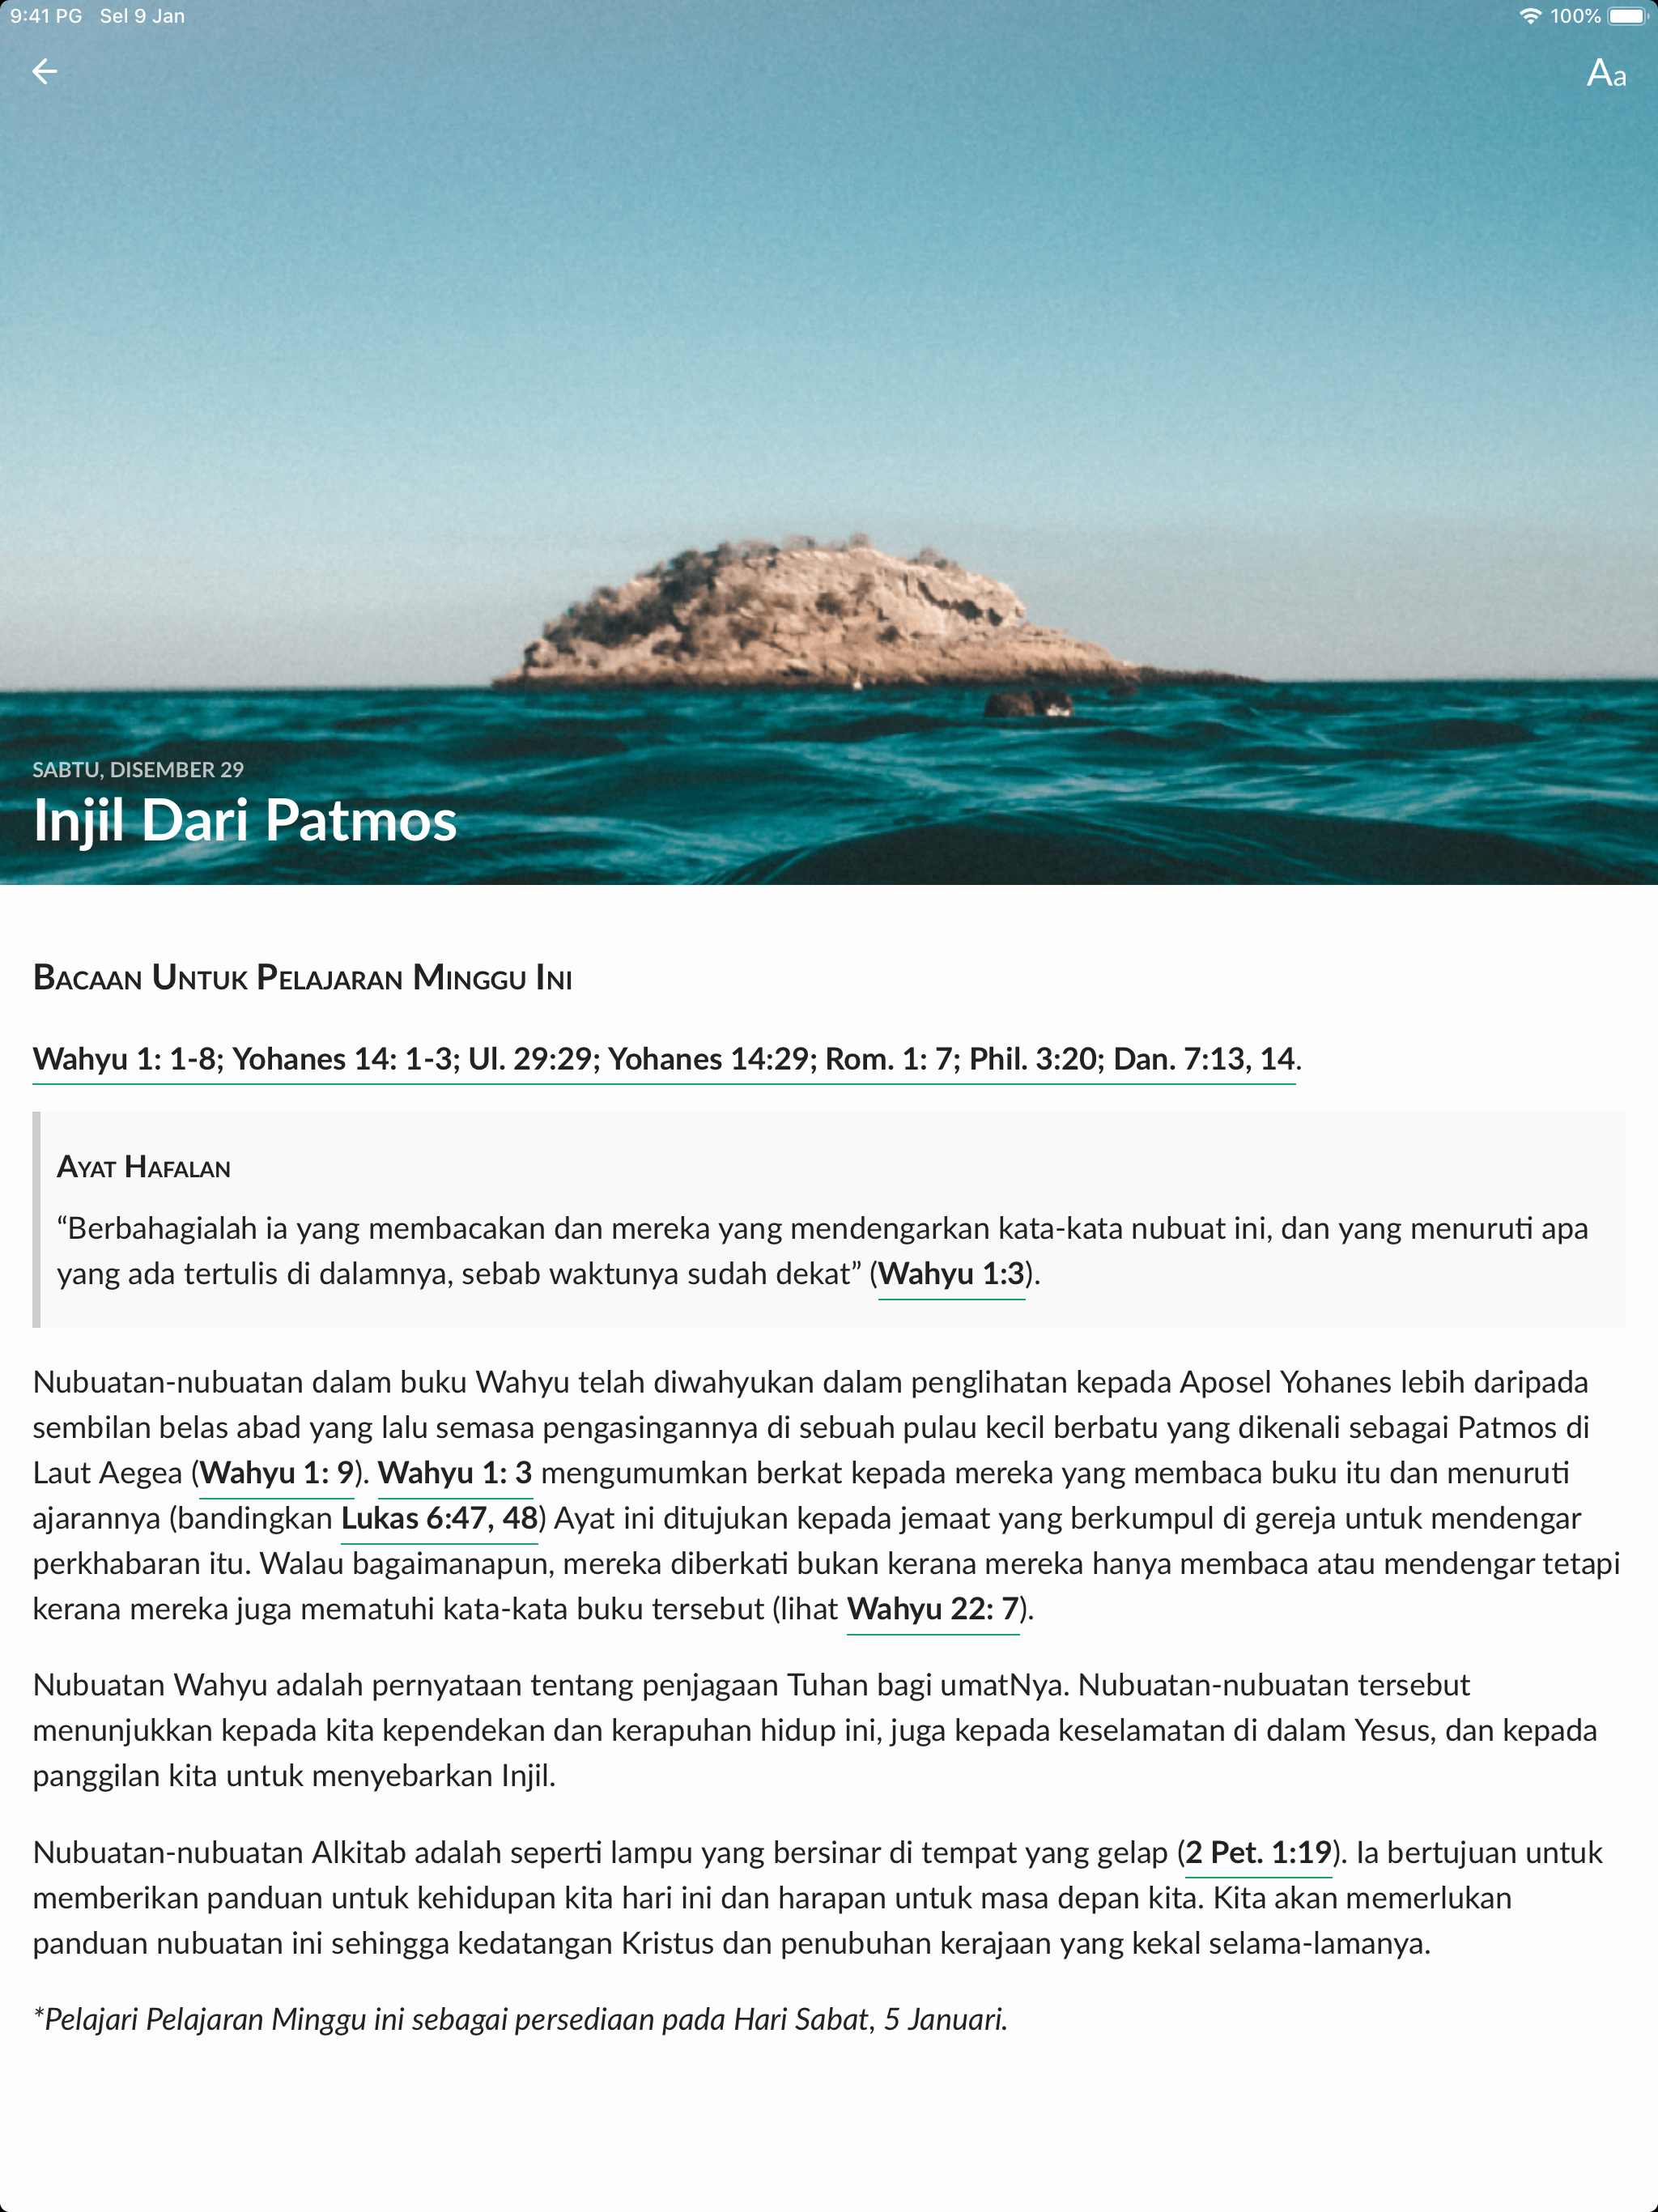 9:41 PG Sel 9 Jan
100%
Aa
SABTU, DISEMBER 29
Injil Dari Patmos
Bacaan Untuk Pelajaran Minggu Ini
Wahyu 1: 1-8; Yohanes 14: 1-3; Ul. 29:29; Yohanes 14:29; Rom. 1: 7; Phil. 3:20; Dan. 7:13, 14.
Ayat Hafalan
“Berbahagialah ia yang membacakan dan mereka yang mendengarkan kata-kata nubuat ini, dan yang menuruti apa
yang ada tertulis di dalamnya, sebab waktunya sudah dekat” (Wahyu 1:3).
Nubuatan-nubuatan dalam buku Wahyu telah diwahyukan dalam penglihatan kepada Aposel Yohanes lebih daripada
sembilan belas abad yang lalu semasa pengasingannya di sebuah pulau kecil berbatu yang dikenali sebagai Patmos di
Laut Aegea (Wahyu 1: 9). Wahyu 1: 3 mengumumkan berkat kepada mereka yang membaca buku itu dan menuruti
ajarannya (bandingkan Lukas 6:47, 48) Ayat ini ditujukan kepada jemaat yang berkumpul di gereja untuk mendengar
perkhabaran itu. Walau bagaimanapun, mereka diberkati bukan kerana mereka hanya membaca atau mendengar tetapi
kerana mereka juga mematuhi kata-kata buku tersebut (lihat Wahyu 22: 7).
Nubuatan Wahyu adalah pernyataan tentang penjagaan Tuhan bagi umatNya. Nubuatan-nubuatan tersebut
menunjukkan kepada kita kependekan dan kerapuhan hidup ini, juga kepada keselamatan di dalam Yesus, dan kepada
panggilan kita untuk menyebarkan Injil.
Nubuatan-nubuatan Alkitab adalah seperti lampu yang bersinar di tempat yang gelap (2 Pet. 1:19). Ia bertujuan untuk
memberikan panduan untuk kehidupan kita hari ini dan harapan untuk masa depan kita. Kita akan memerlukan
panduan nubuatan ini sehingga kedatangan Kristus dan penubuhan kerajaan yang kekal selama-lamanya.
*Pelajari Pelajaran Minggu ini sebagai persediaan pada Hari Sabat, 5 Januari.